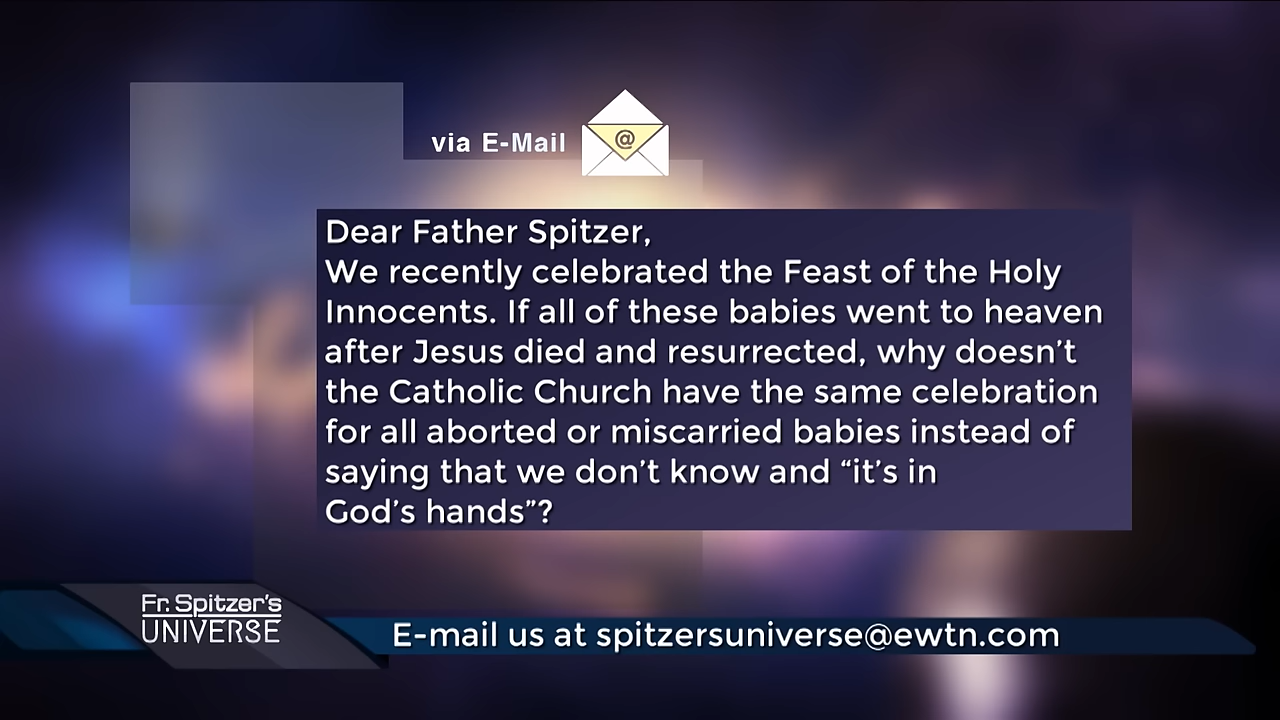 via E-Mail
@
Dear Father Spitzer,
We recently celebrated the Feast of the Holy
Innocents. If all of these babies went to heaven
after Jesus died and resurrected, why doesn't
the Catholic Church have the same celebration
for all aborted or miscarried babies instead of
saying that we don't know and “it's in
God's hands”?
Fr. Spitzer's
UNIVERSE
E-mail us at spitzersuniverse@ewtn.com